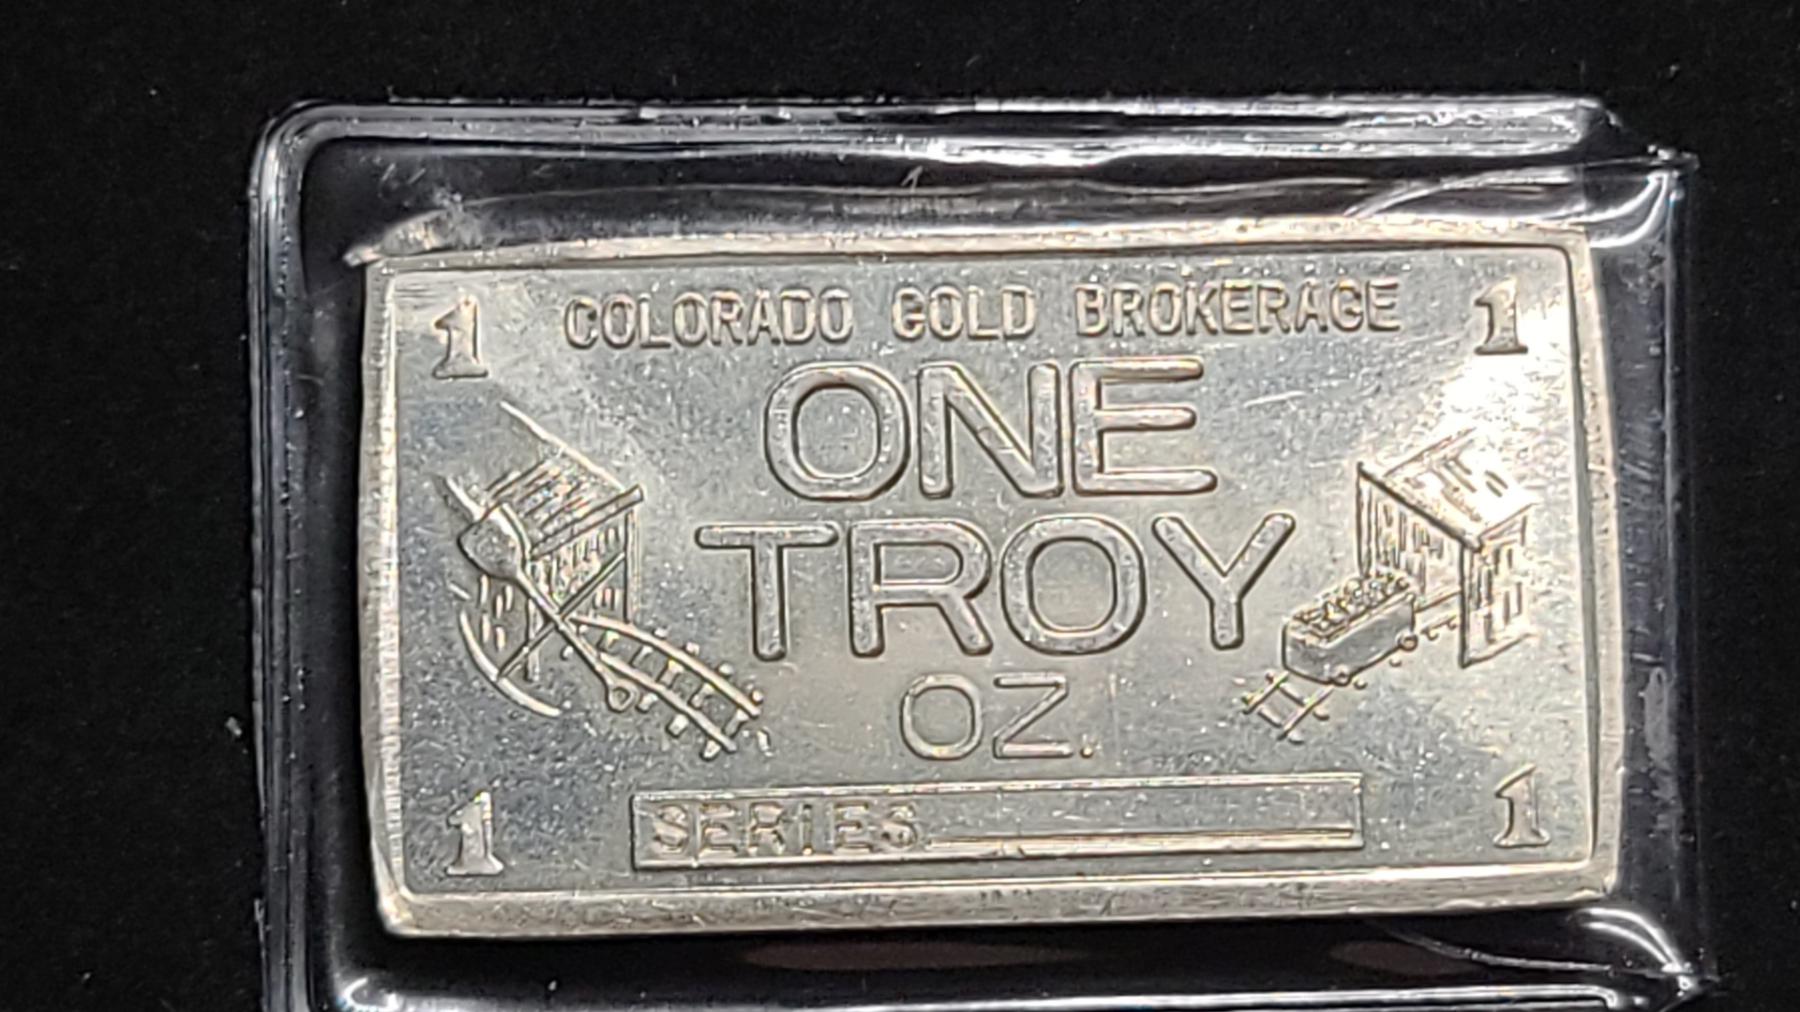 1 COLORADO GOLD BROKERAGE 1
ONE
TROY
OZ.
1 SERIES 1